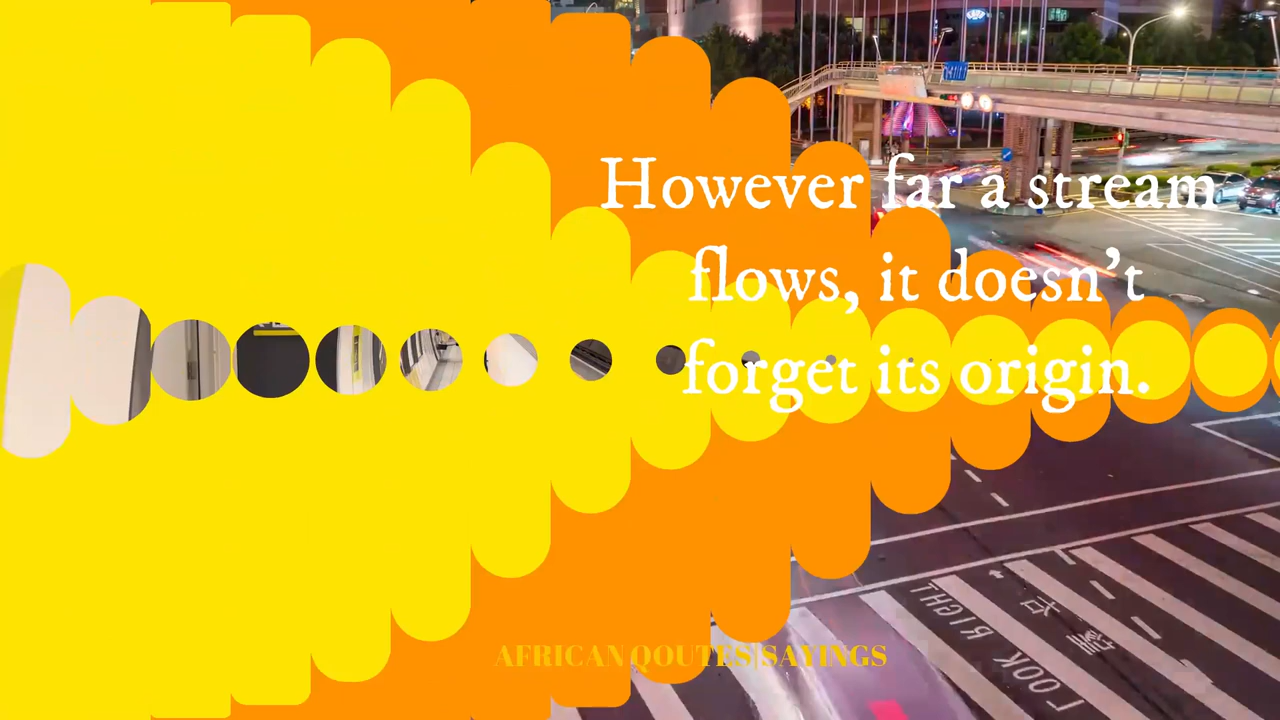 However far a stream
flows, it doesn't
forget its origin.
AFRICAN QOUTES|SAYINGS
LOOK RIGHT